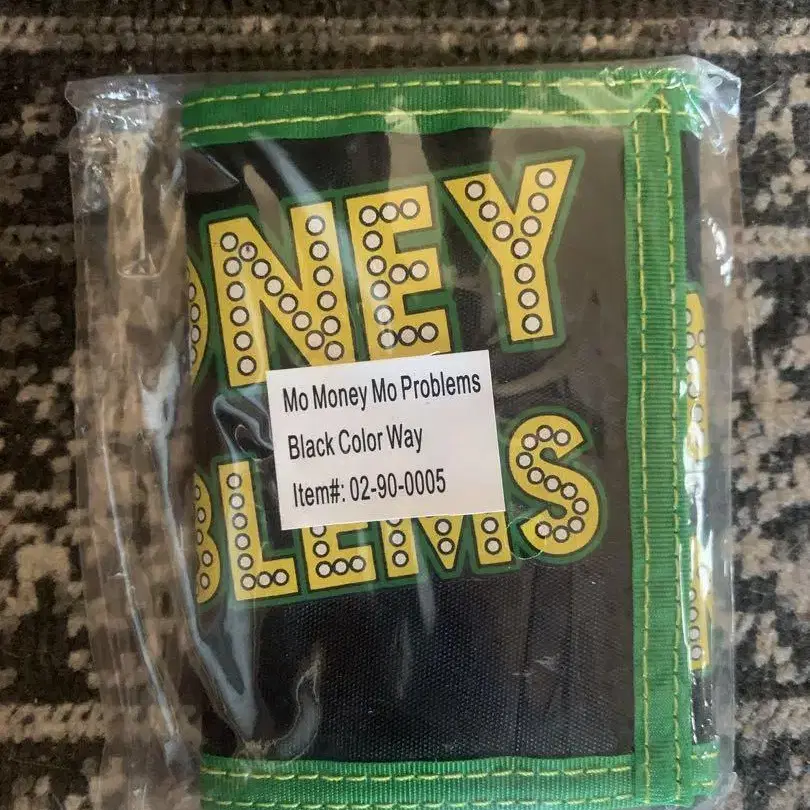 ONEY
Mo Money Mo Problems
Black Color Way
Item#: 02-90-0005
BLEMS